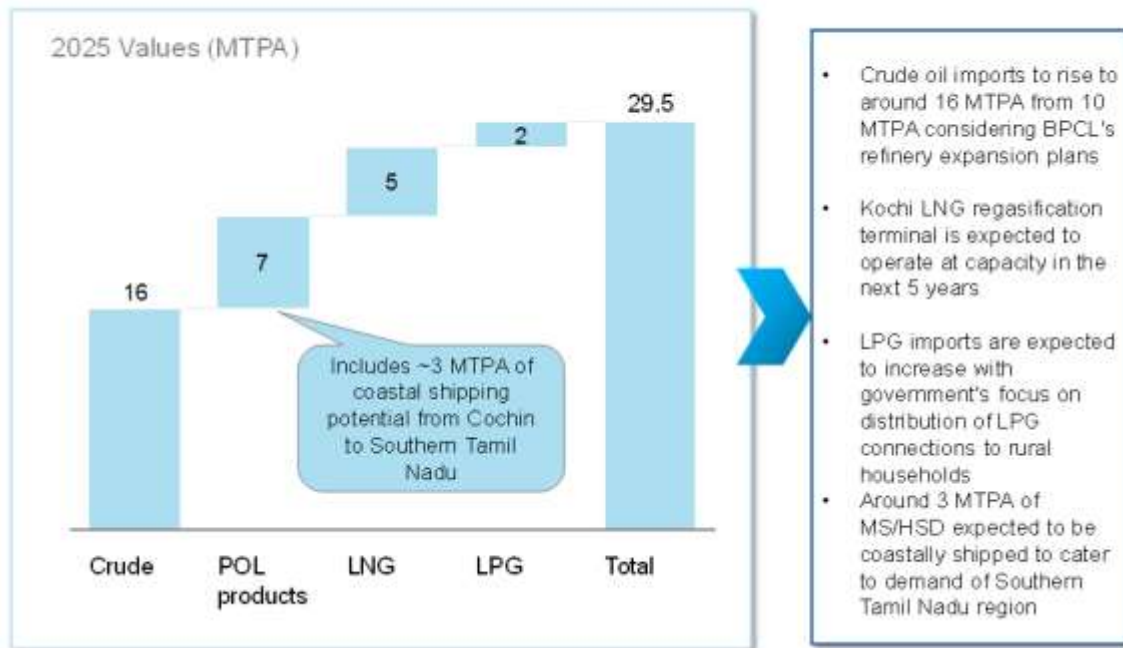 2025 Values (MTPA)
29.5
2
5
7
16
Includes ~3 MTPA of
coastal shipping
potential from Cochin
to Southern Tamil
Nadu
Crude
POL
products
LNG
LPG
Total
• Crude oil imports to rise to
around 16 MTPA from 10
MTPA considering BPCL's
refinery expansion plans
• Kochi LNG regasification
terminal is expected to
operate at capacity in the
next 5 years
• LPG imports are expected
to increase with
government's focus on
distribution of LPG
connections to rural
households
• Around 3 MTPA of
MS/HSD expected to be
coastally shipped to cater
to demand of Southern
Tamil Nadu region